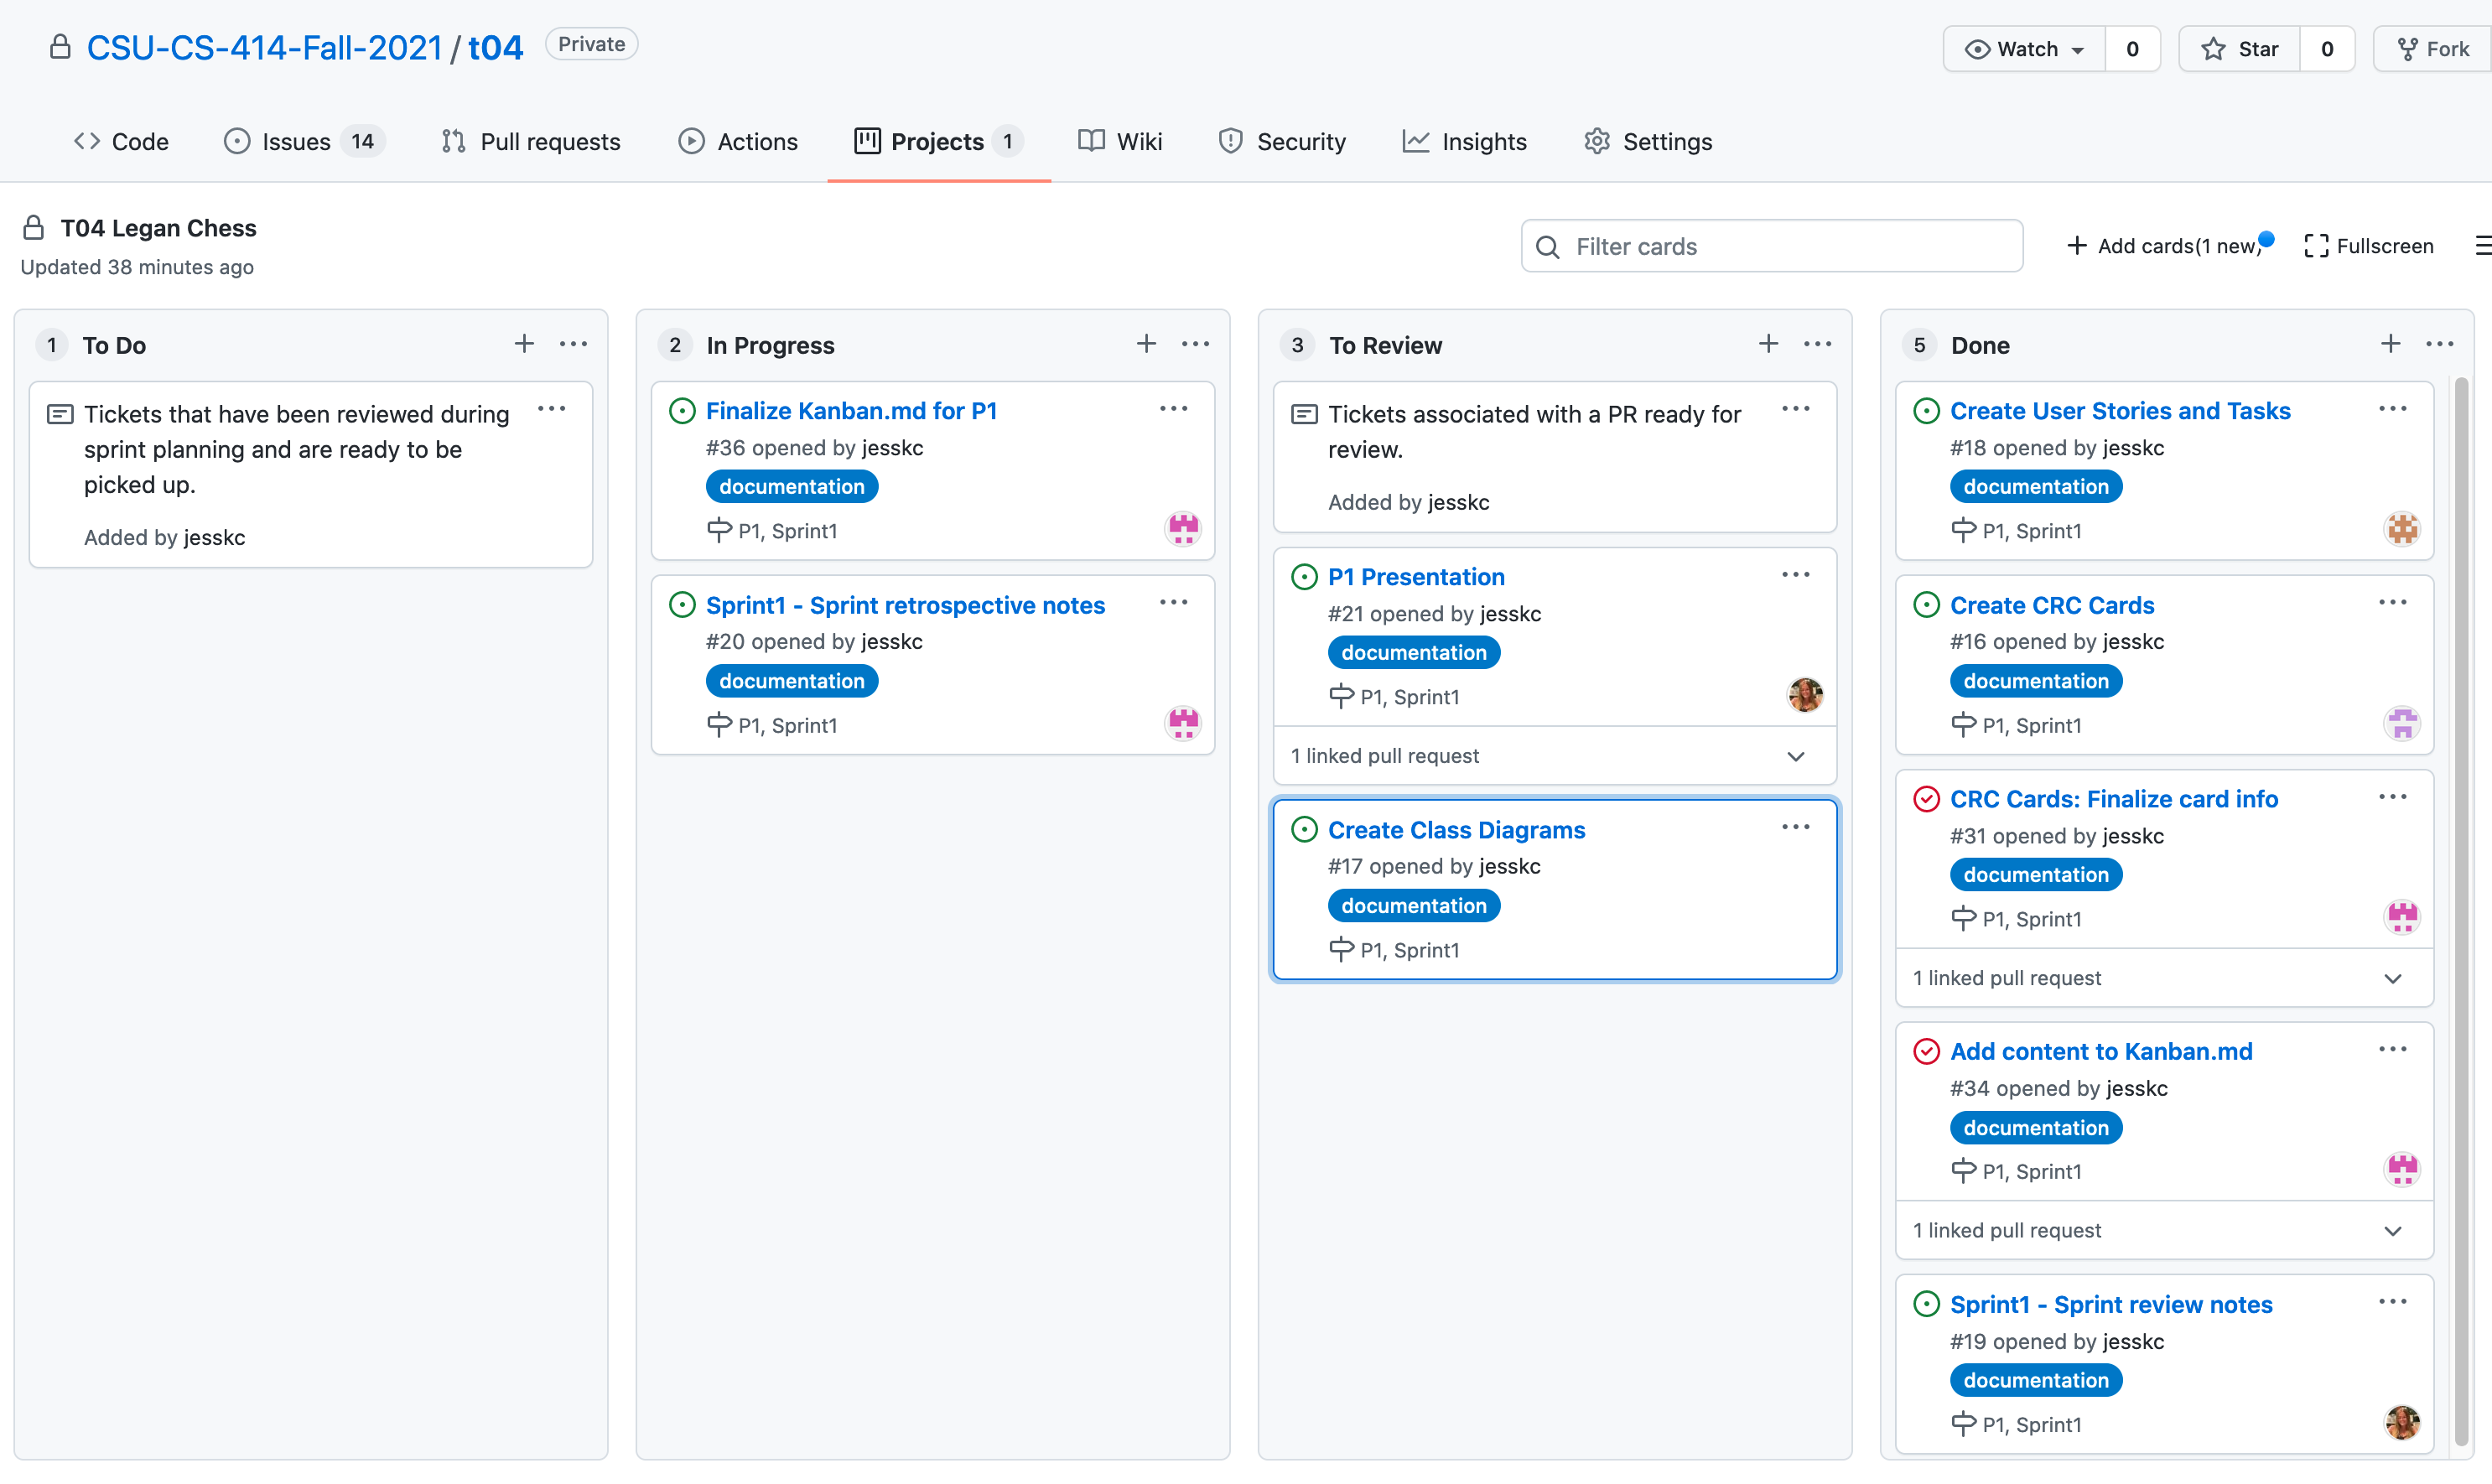 CSU-CS-414-Fall-2021 / t04 Private
Watch 0 Star 0 Fork
Code Issues 14 Pull requests Actions Projects 1 Wiki Security Insights Settings
T04 Legan Chess
Updated 38 minutes ago
Filter cards
Add cards(1 new)
Fullscreen
1 To Do
Tickets that have been reviewed during
sprint planning and are ready to be
picked up.
Added by jesskc
2 In Progress
Finalize Kanban.md for P1
#36 opened by jesskc
documentation
P1, Sprint1
Sprint1 - Sprint retrospective notes
#20 opened by jesskc
documentation
P1, Sprint1
3 To Review
Tickets associated with a PR ready for
review.
Added by jesskc
P1 Presentation
#21 opened by jesskc
documentation
P1, Sprint1
1 linked pull request
Create Class Diagrams
#17 opened by jesskc
documentation
P1, Sprint1
5 Done
Create User Stories and Tasks
#18 opened by jesskc
documentation
P1, Sprint1
Create CRC Cards
#16 opened by jesskc
documentation
P1, Sprint1
CRC Cards: Finalize card info
#31 opened by jesskc
documentation
P1, Sprint1
1 linked pull request
Add content to Kanban.md
#34 opened by jesskc
documentation
P1, Sprint1
1 linked pull request
Sprint1 - Sprint review notes
#19 opened by jesskc
documentation
P1, Sprint1